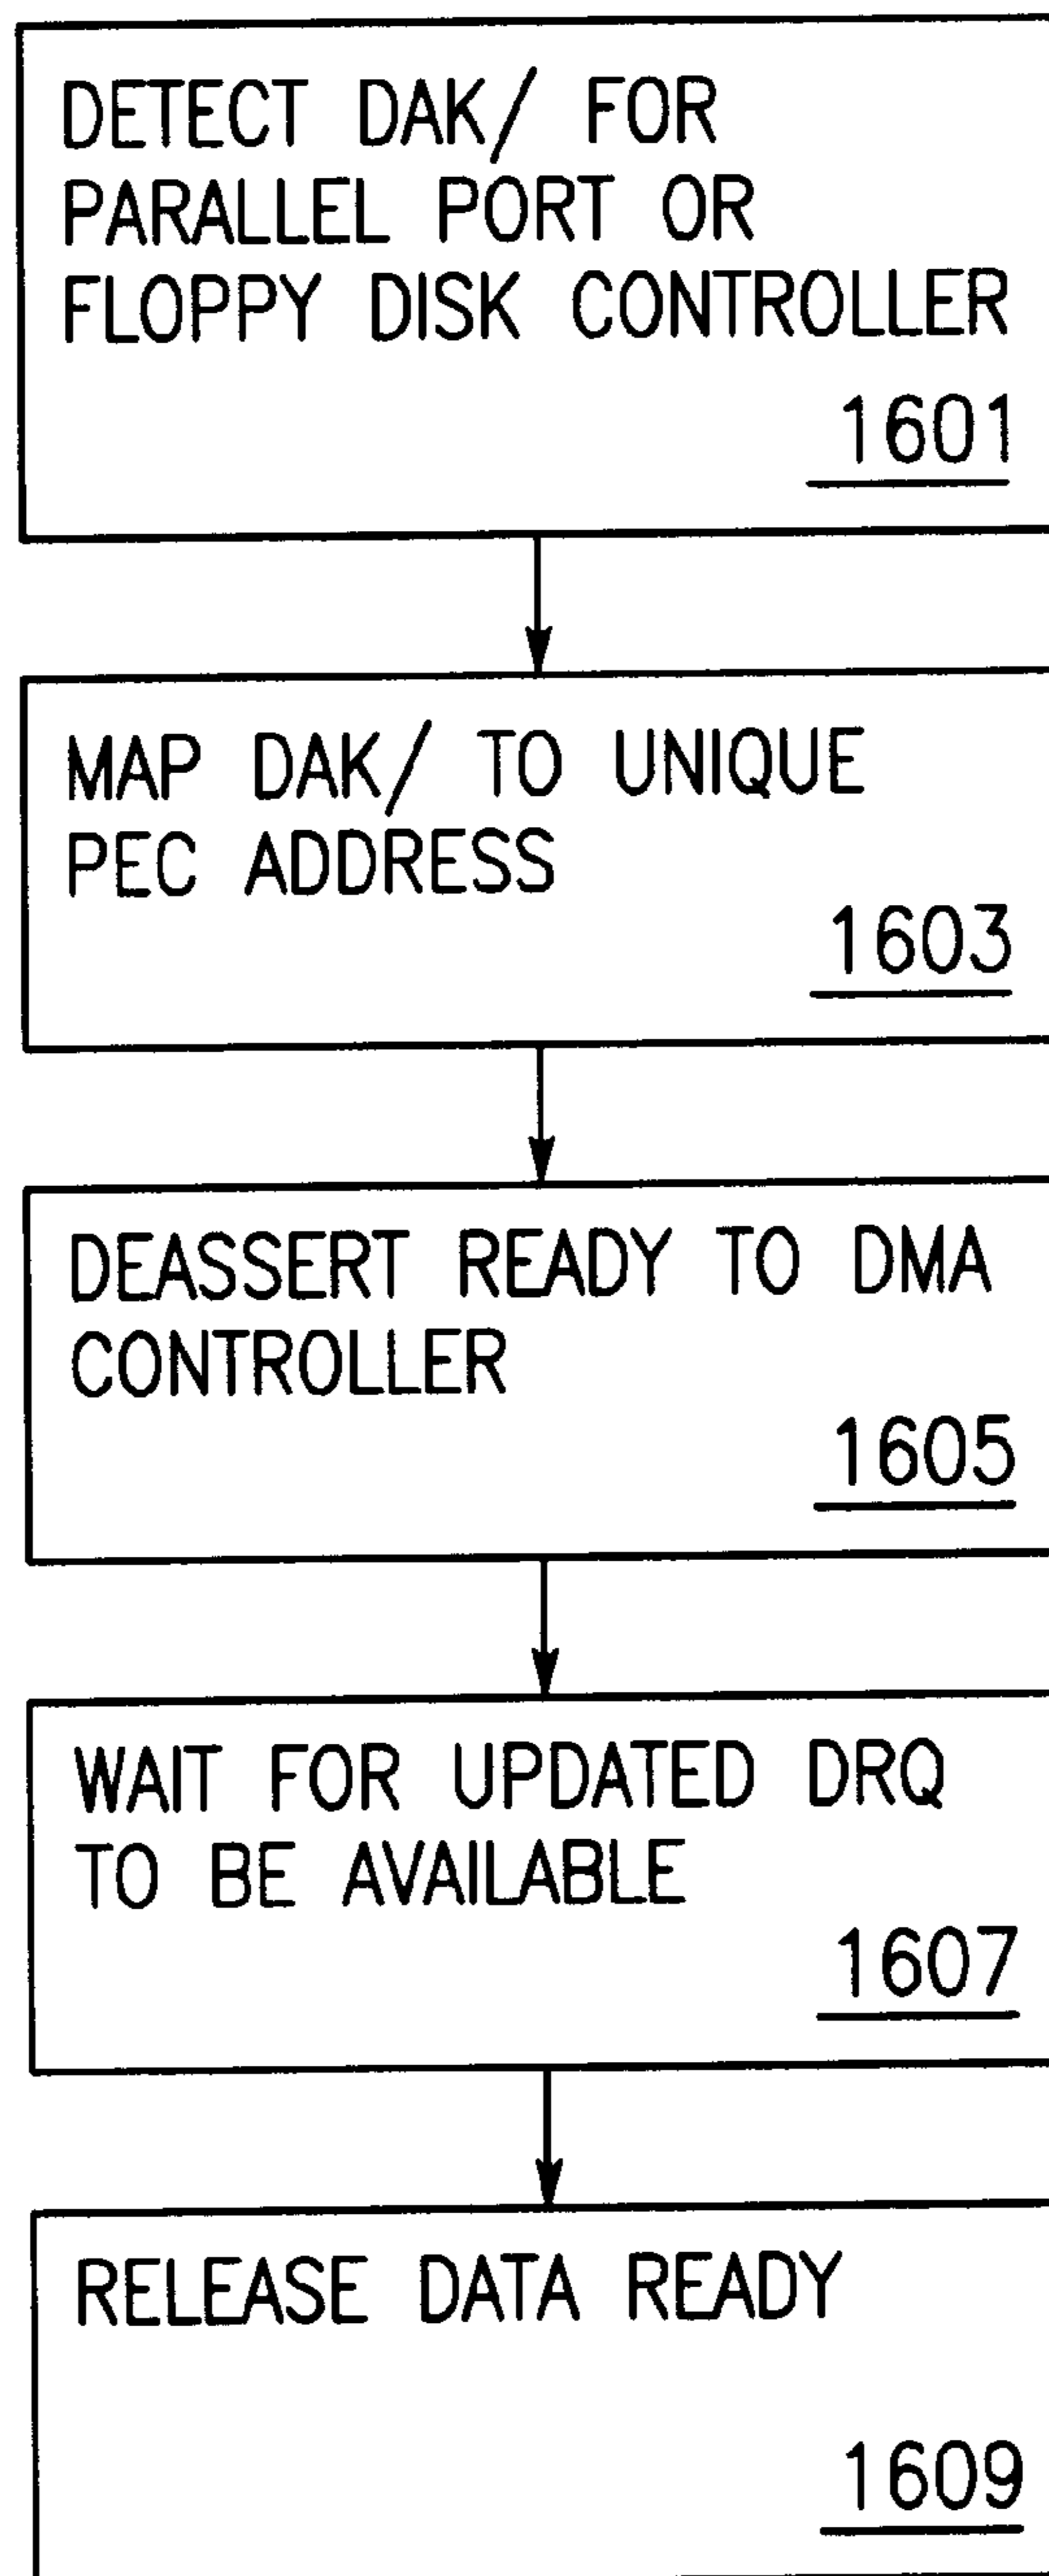 DETECT DAK/ FOR
PARALLEL PORT OR
FLOPPY DISK CONTROLLER
1601
MAP DAK/ TO UNIQUE
PEC ADDRESS
1603
DEASSERT READY TO DMA
CONTROLLER
1605
WAIT FOR UPDATED DRQ
TO BE AVAILABLE
1607
RELEASE DATA READY
1609